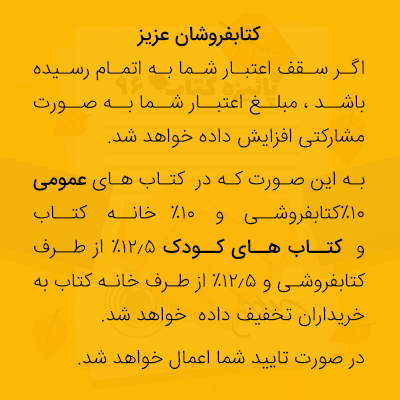 کتابفروشان عزیز
اگر سقف اعتبار شما به اتمام رسیده
باشد ، مبلغ اعتبار شما به صورت
مشارکتی افزایش داده خواهد شد.
به این صورت که در کتاب های عمومی
۱۰٪کتابفروشی و ۱۰٪ خانه کتاب
و کتاب های کودک ۱۲٫۵٪ از طرف
کتابفروشی و ۱۲٫۵٪ از طرف خانه کتاب به
خریداران تخفیف داده خواهد شد.
در صورت تایید شما اعمال خواهد شد.